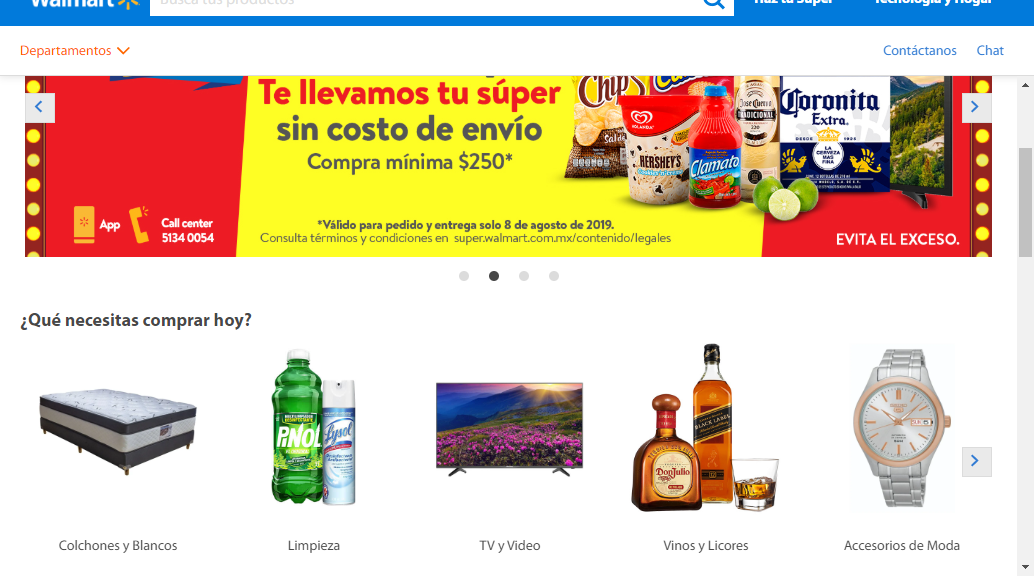 Walmart
Busca tus productos
Haz tu Súper
Tecnología y Hogar
Departamentos
Contáctanos
Chat
Te llevamos tu súper
sin costo de envío
Compra mínima $250*
App
Call center
5134 0054
*Válido para pedido y entrega solo 8 de agosto de 2019.
Consulta términos y condiciones en super.walmart.com.mx/contenido/legales
EVITA EL EXCESO.
Chips
HOLANDA
HERSHEY'S
Clamato
Jose Cuervo
TRADICIONAL
Coronita
Extra
LA
CERVEZA
MAS
FINA
¿Qué necesitas comprar hoy?
PINOL
Lysol
Don Julio
BLACK LABEL
Colchones y Blancos
Limpieza
TV y Video
Vinos y Licores
Accesorios de Moda